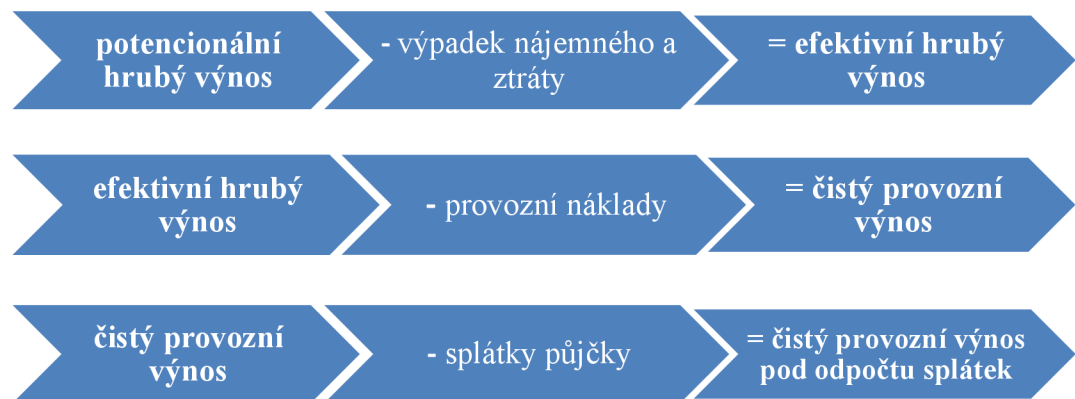 potencionální
hrubý výnos
- výpadek nájemného a
ztráty
= efektivní hrubý
výnos
efektivní hrubý
výnos
- provozní náklady
= čistý provozní
výnos
čistý provozní
výnos
- splátky půjčky
= čistý provozní výnos
pod odpočtu splátek